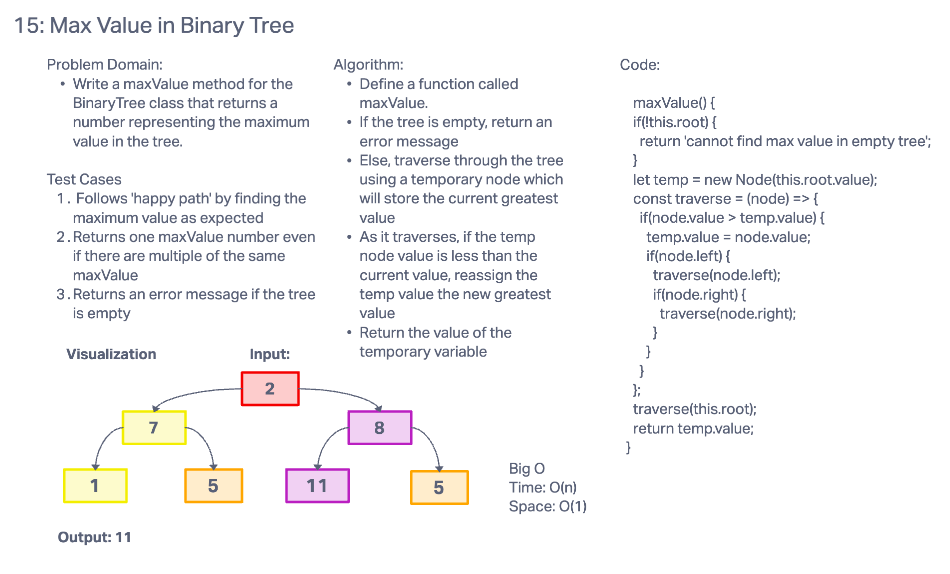 15: Max Value in Binary Tree
Problem Domain:
• Write a maxValue method for the
BinaryTree class that returns a
number representing the maximum
value in the tree.
Test Cases
1. Follows 'happy path' by finding the
maximum value as expected
2. Returns one maxValue number even
if there are multiple of the same
maxValue
3. Returns an error message if the tree
is empty
Algorithm:
• Define a function called
maxValue.
• If the tree is empty, return an
error message
• Else, traverse through the tree
using a temporary node which
will store the current greatest
value
• As it traverses, if the temp
node value is less than the
current value, reassign the
temp value the new greatest
value
• Return the value of the
temporary variable
Code:
maxValue() {
if(!this.root) {
return 'cannot find max value in empty tree';
}
let temp = new Node(this.root.value);
const traverse = (node) => {
if(node.value > temp.value) {
temp.value = node.value;
if(node.left) {
traverse(node.left);
if(node.right) {
traverse(node.right);
}
}
}
};
traverse(this.root);
return temp.value;
}
Visualization
Input:
2
7
8
1
5
11
5
Big O
Time: O(n)
Space: O(1)
Output: 11